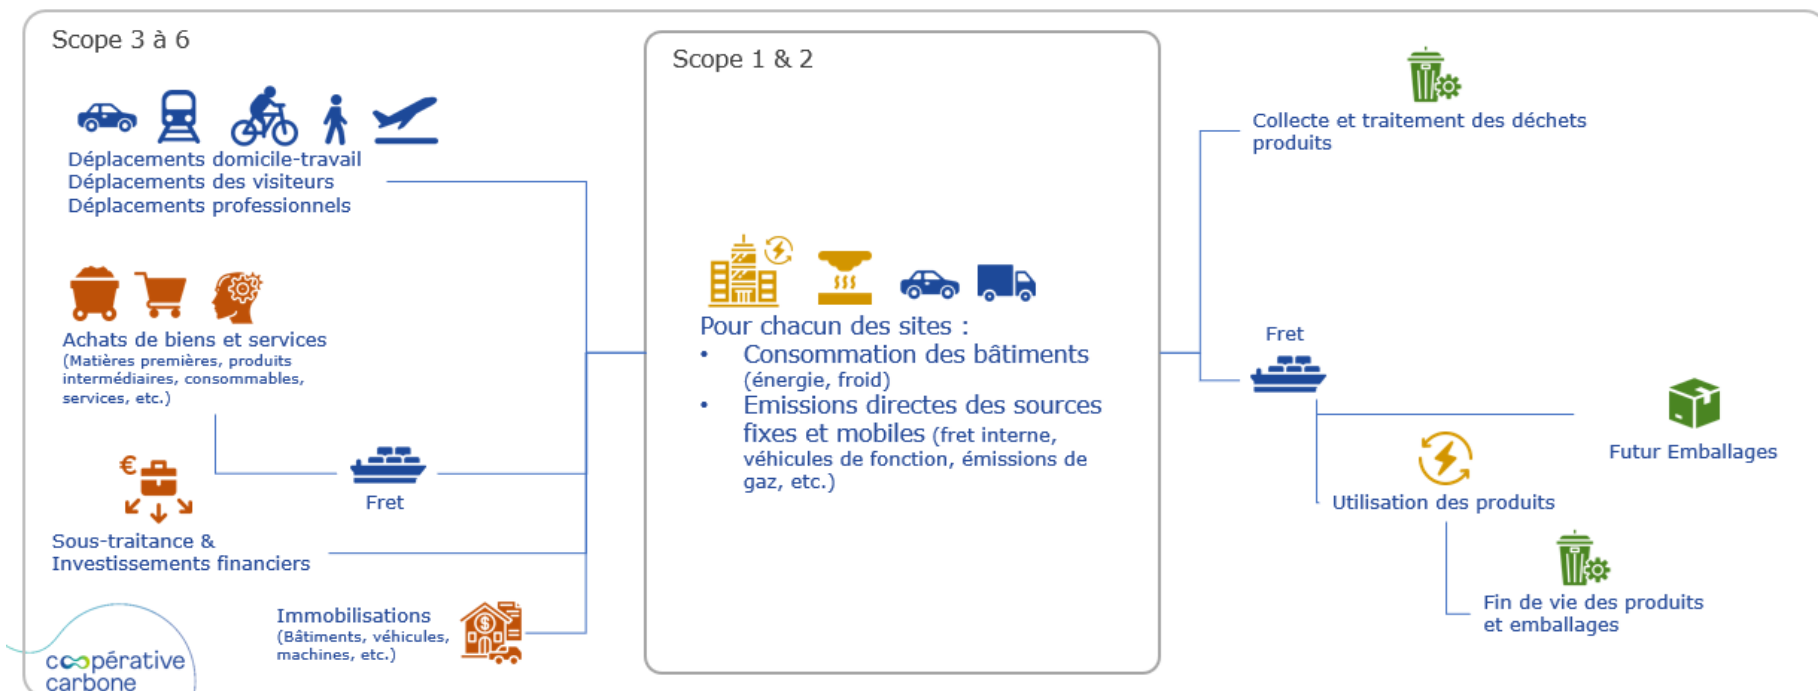 Scope 3 à 6
Déplacements domicile-travail
Déplacements des visiteurs
Déplacements professionnels
Achats de biens et services
(Matières premières, produits
intermédiaires, consommables,
services, etc.)
€
Fret
Sous-traitance &
Investissements financiers
Immobilisations
(Bâtiments, véhicules,
machines, etc.)
$
coopérative
carbone
Scope 1 & 2
Pour chacun des sites :
• Consommation des bâtiments
(énergie, froid)
• Emissions directes des sources
fixes et mobiles (fret interne,
véhicules de fonction, émissions de
gaz, etc.)
Collecte et traitement des déchets
produits
Fret
Futur Emballages
Utilisation des produits
Fin de vie des produits
et emballages